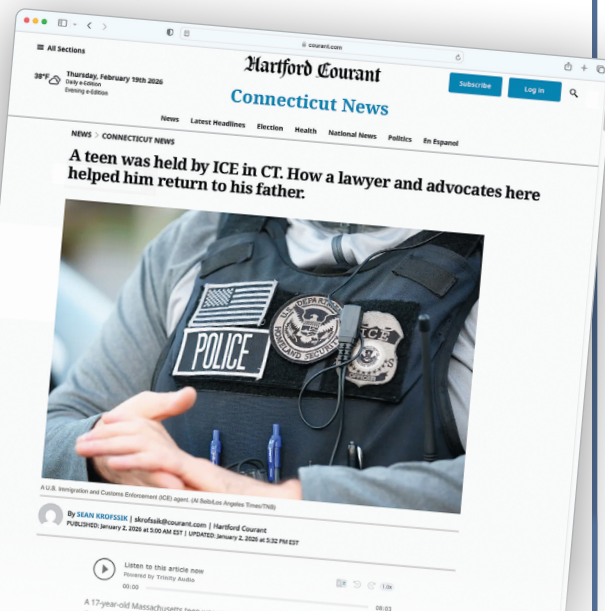 courant.com
All Sections
38°F
Thursday, February 19th 2026
Daily e-Edition
Evening e-Edition
Hartford Courant
Connecticut News
Subscribe
Log in
News Latest Headlines Election Health National News Politics En Espanol
NEWS > CONNECTICUT NEWS
A teen was held by ICE in CT. How a lawyer and advocates here
helped him return to his father.
U.S. DEPARTMENT
HOMELAND SECURITY
POLICE
ICE
A U.S. Immigration and Customs Enforcement (ICE) agent. (Al Seib/Los Angeles Times/TNS)
By SEAN KROFSSIK | skrofssik@courant.com | Hartford Courant
PUBLISHED: January 2, 2026 at 5:00 AM EST | UPDATED: January 2, 2026 at 5:32 PM EST
Listen to this article now
Powered by Trinity Audio
00:00
08:03
1.0x
A 17-year-old Massachusetts